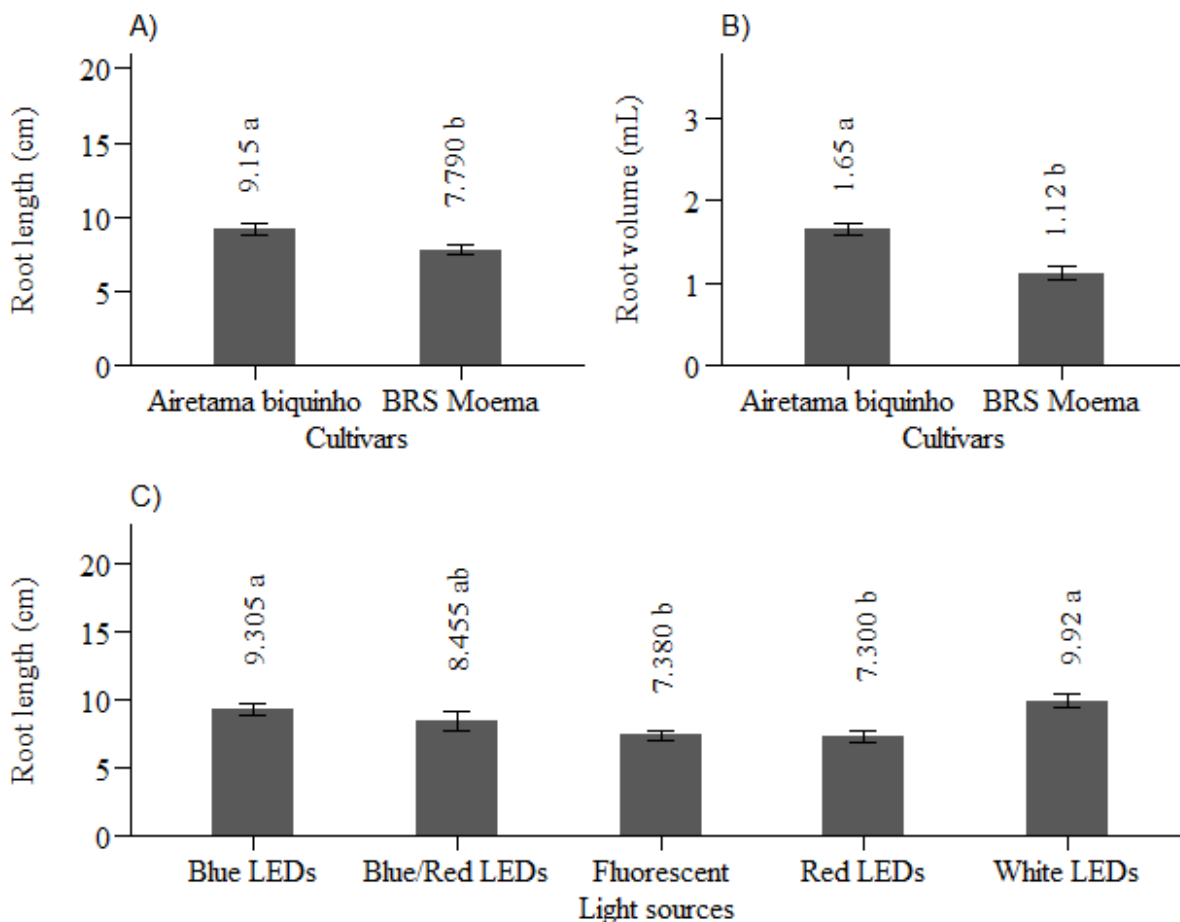 A)
Root length (cm)
20
15
10
5
0
9.15 a
7.790 b
Airetama biquinho
BRS Moema
Cultivars
B)
Root volume (mL)
3
2
1
0
1.65 a
1.12 b
Airetama biquinho
BRS Moema
Cultivars
C)
Root length (cm)
20
15
10
5
0
9.305 a
8.455 ab
7.380 b
7.300 b
9.92 a
Blue LEDs
Blue/Red LEDs
Fluorescent
Red LEDs
White LEDs
Light sources